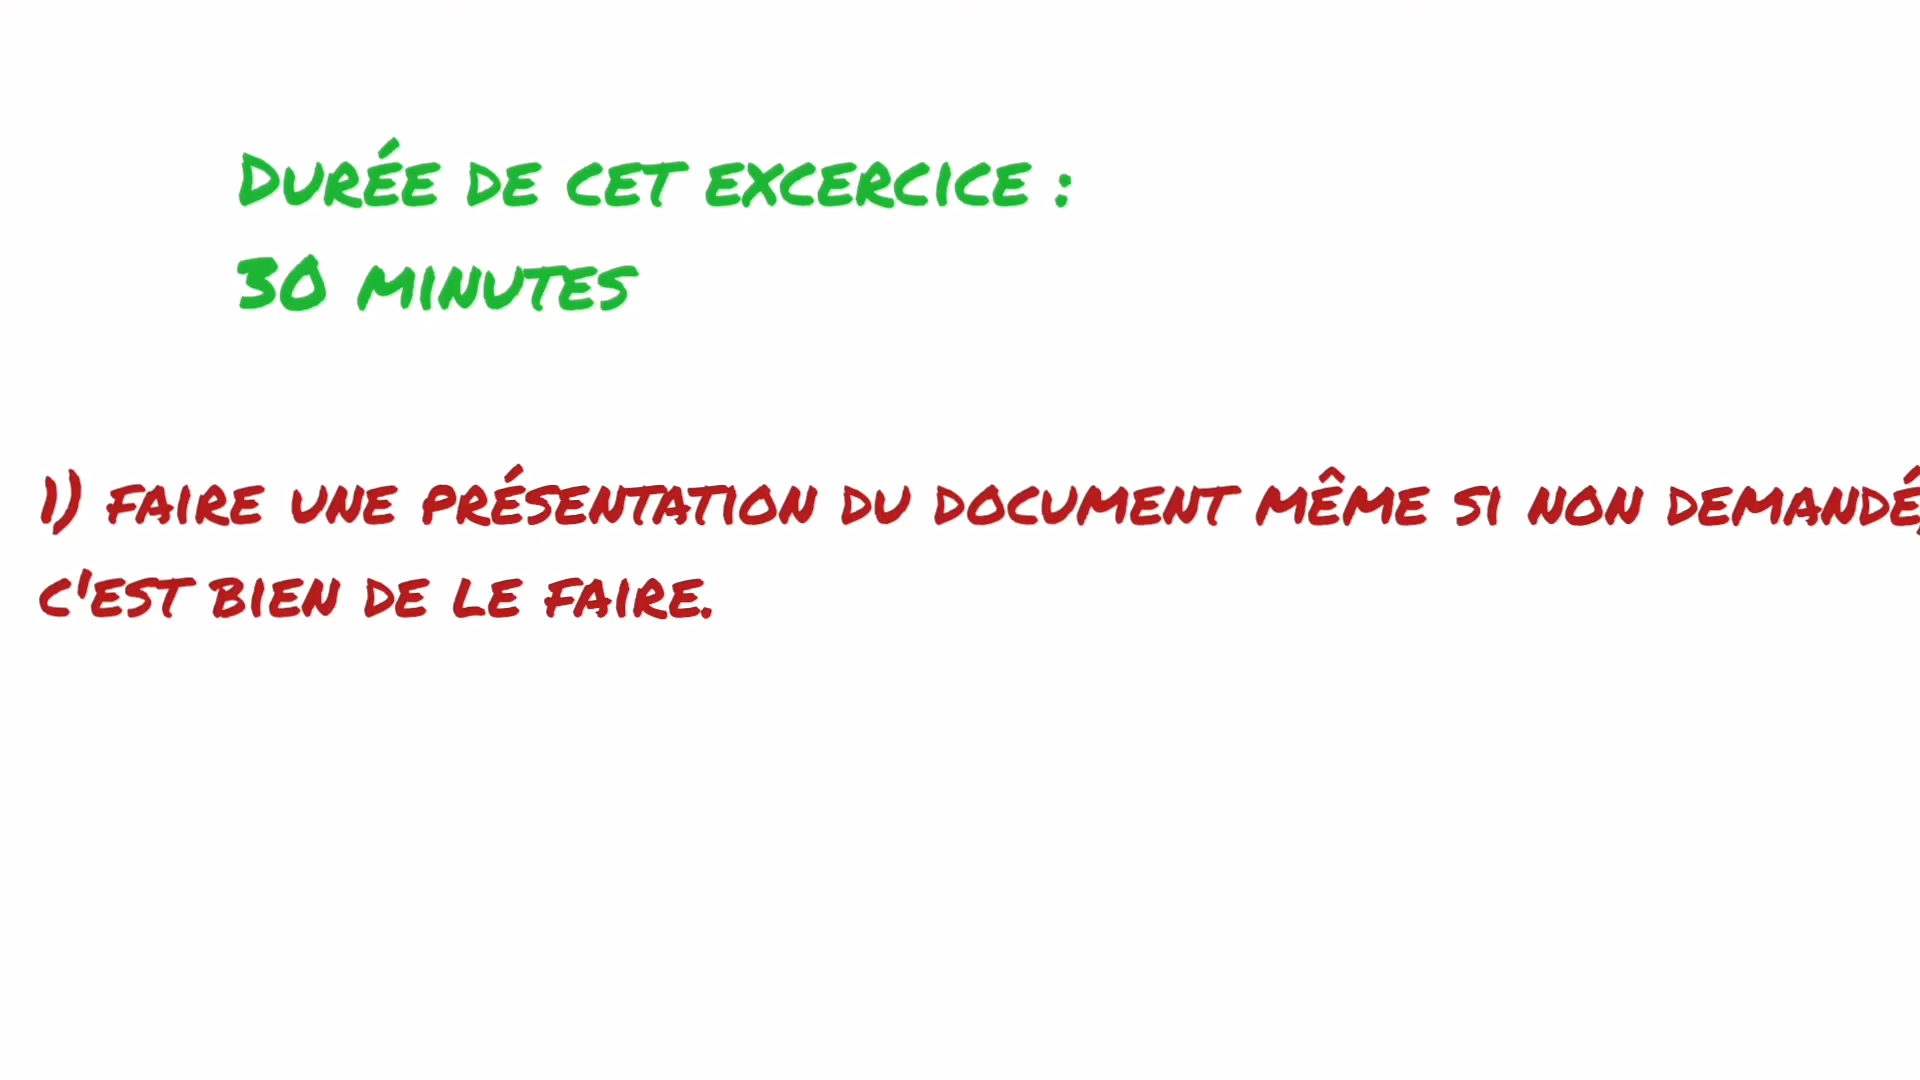 Durée de cet excercice :
30 minutes
1) faire une présentation du document même si non demandé,
c'est bien de le faire.